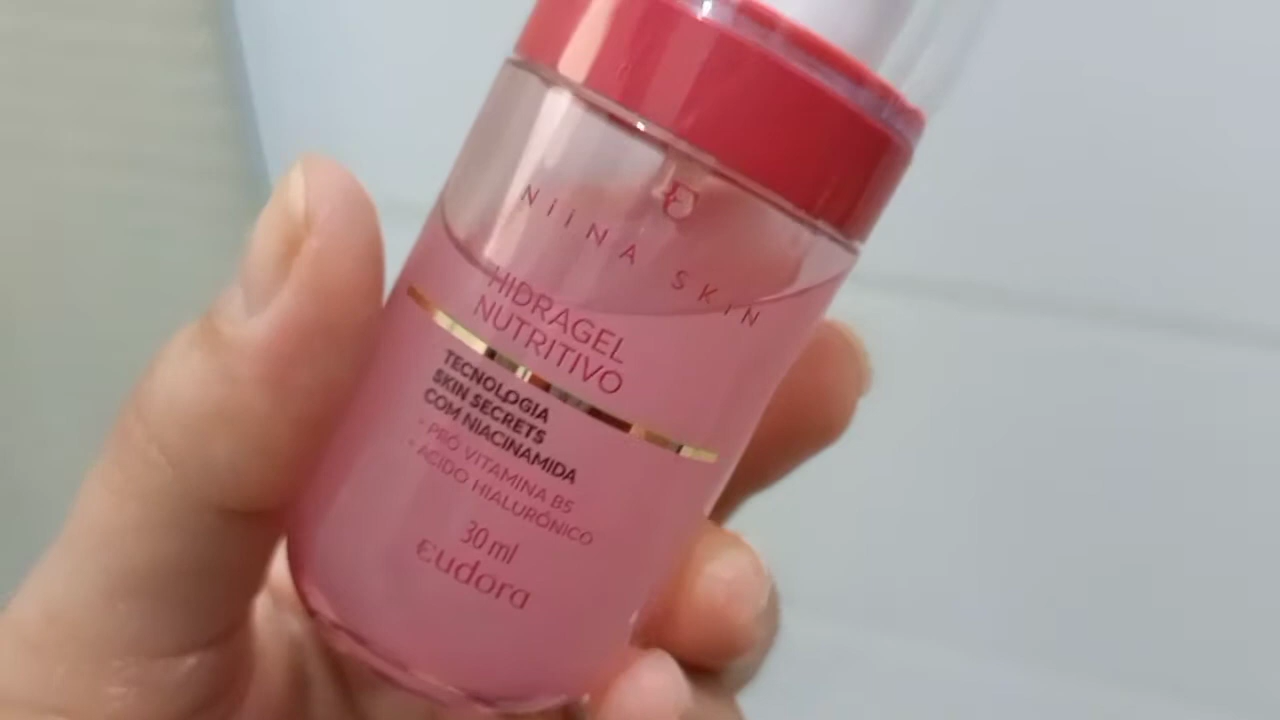 NIINA SKIN
HIDRAGEL
NUTRITIVO
TECNOLOGIA
SKIN SECRETS
COM NIACINAMIDA
+ PRÓ VITAMINA B5
+ ÁCIDO HIALURÔNICO
30 ml
eudora